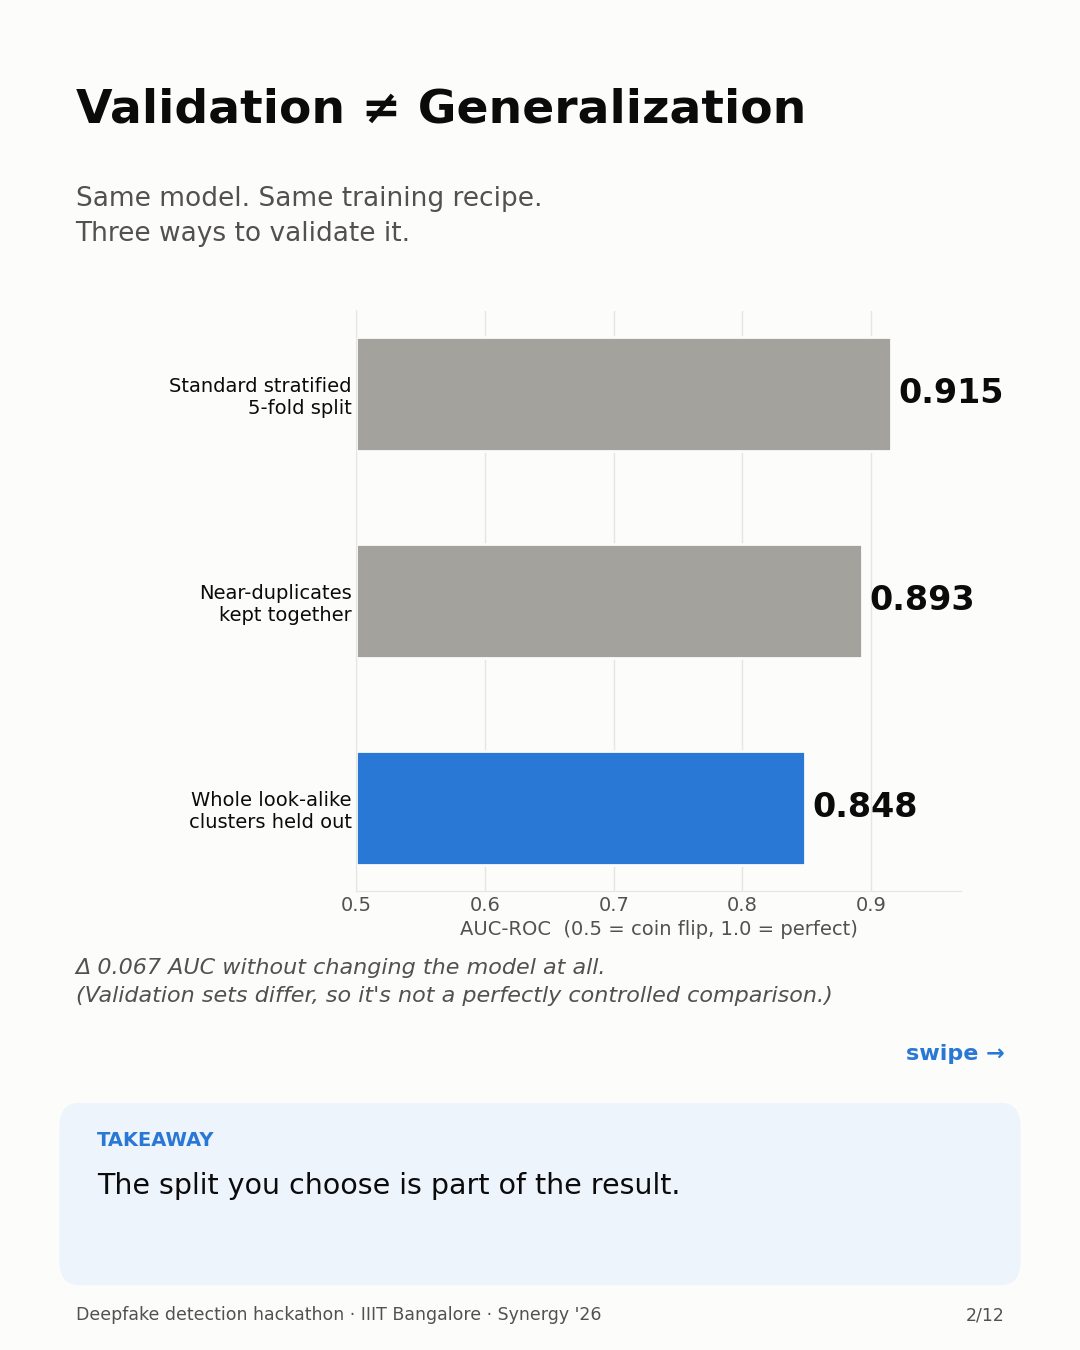 Validation ≠ Generalization
Same model. Same training recipe.
Three ways to validate it.
Standard stratified
5-fold split
0.915
Near-duplicates
kept together
0.893
Whole look-alike
clusters held out
0.848
0.5 0.6 0.7 0.8 0.9
AUC-ROC (0.5 = coin flip, 1.0 = perfect)
Δ 0.067 AUC without changing the model at all.
(Validation sets differ, so it's not a perfectly controlled comparison.)
swipe →
TAKEAWAY
The split you choose is part of the result.
Deepfake detection hackathon · IIIT Bangalore · Synergy '26
2/12